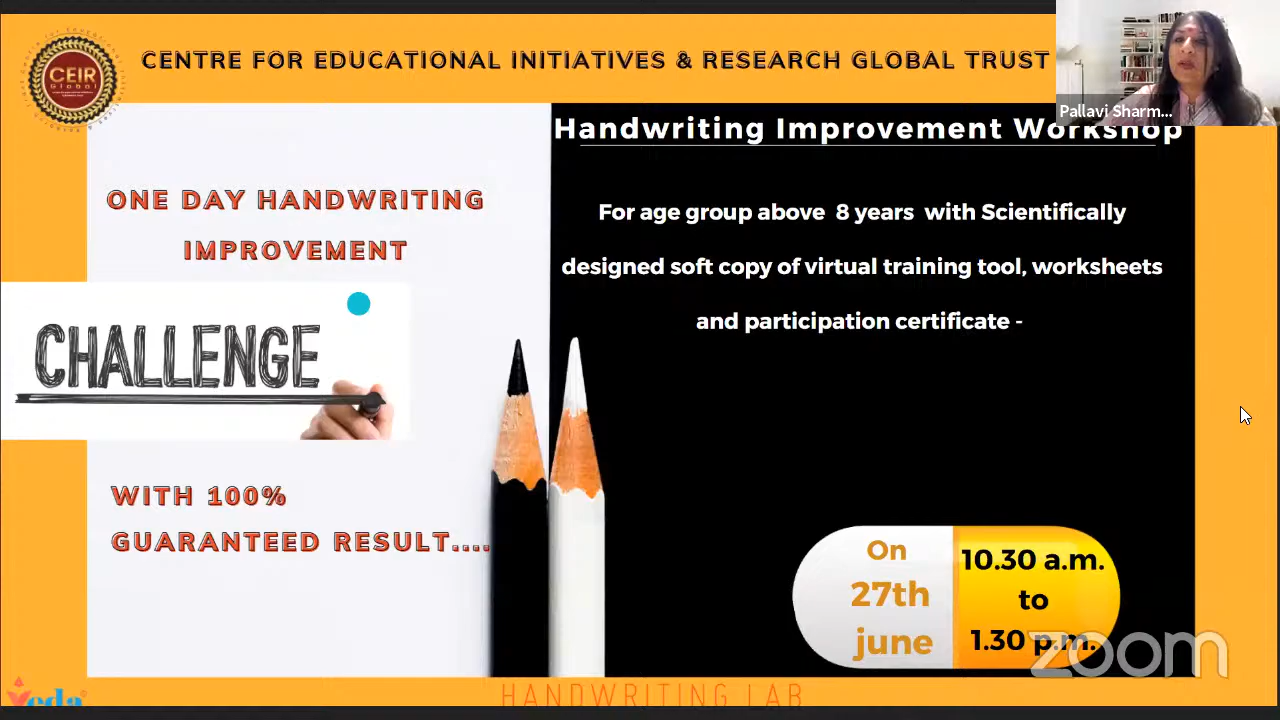 CENTRE FOR EDUCATIONAL INITIATIVES & RESEARCH GLOBAL TRUST
CEIR
Global
Pallavi Sharm...
Handwriting Improvement Workshop
ONE DAY HANDWRITING
IMPROVEMENT
For age group above 8 years with Scientifically
designed soft copy of virtual training tool, worksheets
and participation certificate -
CHALLENGE
WITH 100%
GUARANTEED RESULT....
On
27th
june
10.30 a.m.
to
1.30 p.m.
zoom
HANDWRITING LAB